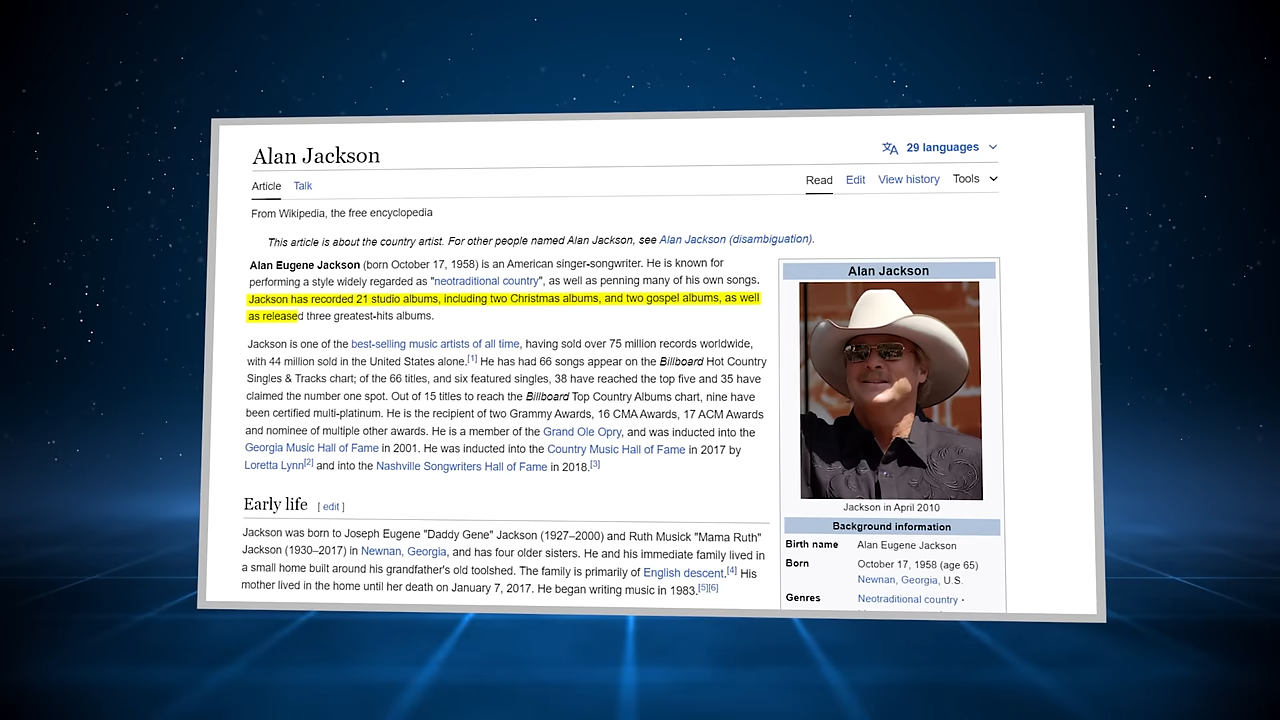 Alan Jackson
29 languages
Article Talk
Read Edit View history Tools
From Wikipedia, the free encyclopedia
This article is about the country artist. For other people named Alan Jackson, see Alan Jackson (disambiguation).
Alan Eugene Jackson (born October 17, 1958) is an American singer-songwriter. He is known for
performing a style widely regarded as "neotraditional country", as well as penning many of his own songs.
Jackson has recorded 21 studio albums, including two Christmas albums, and two gospel albums, as well
as released three greatest-hits albums.
Jackson is one of the best-selling music artists of all time, having sold over 75 million records worldwide,
with 44 million sold in the United States alone.[1] He has had 66 songs appear on the Billboard Hot Country
Singles & Tracks chart; of the 66 titles, and six featured singles, 38 have reached the top five and 35 have
claimed the number one spot. Out of 15 titles to reach the Billboard Top Country Albums chart, nine have
been certified multi-platinum. He is the recipient of two Grammy Awards, 16 CMA Awards, 17 ACM Awards
and nominee of multiple other awards. He is a member of the Grand Ole Opry, and was inducted into the
Georgia Music Hall of Fame in 2001. He was inducted into the Country Music Hall of Fame in 2017 by
Loretta Lynn[2] and into the Nashville Songwriters Hall of Fame in 2018.[3]
Early life [ edit ]
Jackson was born to Joseph Eugene "Daddy Gene" Jackson (1927–2000) and Ruth Musick "Mama Ruth"
Jackson (1930–2017) in Newnan, Georgia, and has four older sisters. He and his immediate family lived in
a small home built around his grandfather's old toolshed. The family is primarily of English descent.[4] His
mother lived in the home until her death on January 7, 2017. He began writing music in 1983.[5][6]
Alan Jackson
Jackson in April 2010
Background information
Birth name Alan Eugene Jackson
Born October 17, 1958 (age 65)
Newnan, Georgia, U.S.
Genres Neotraditional country ·